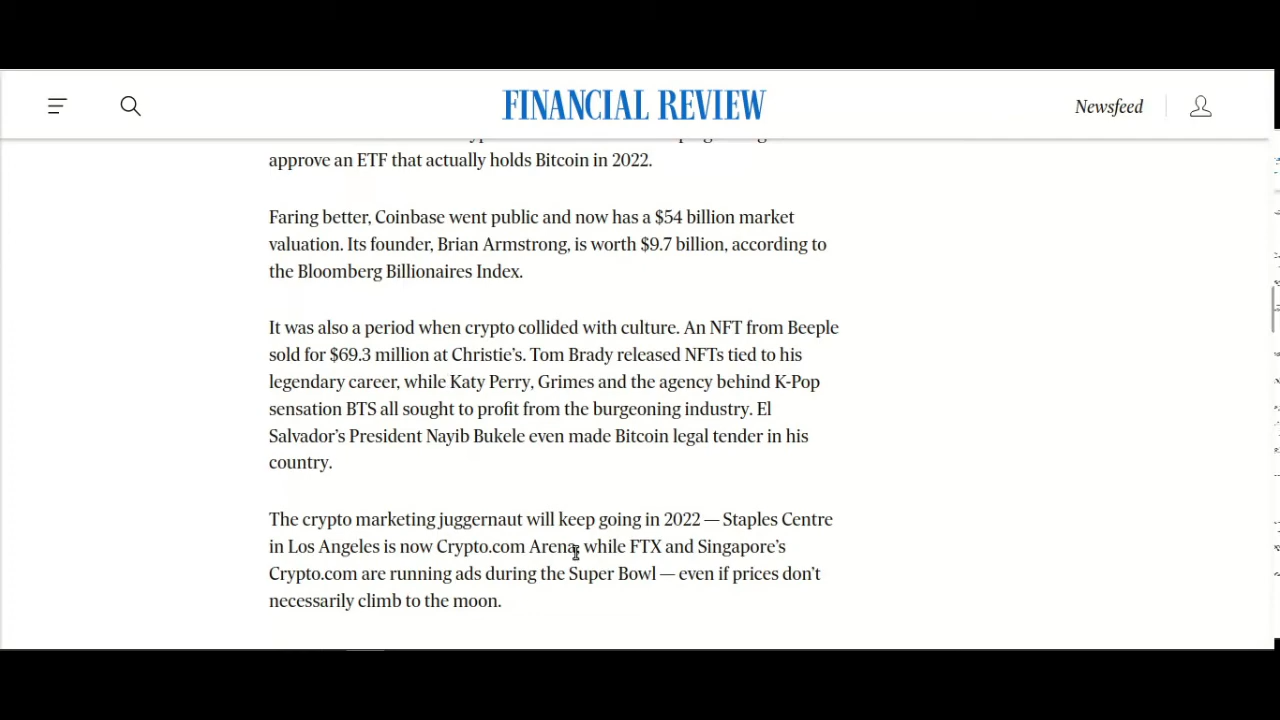 FINANCIAL REVIEW
Newsfeed
approve an ETF that actually holds Bitcoin in 2022.
Faring better, Coinbase went public and now has a $54 billion market
valuation. Its founder, Brian Armstrong, is worth $9.7 billion, according to
the Bloomberg Billionaires Index.
It was also a period when crypto collided with culture. An NFT from Beeple
sold for $69.3 million at Christie’s. Tom Brady released NFTs tied to his
legendary career, while Katy Perry, Grimes and the agency behind K-Pop
sensation BTS all sought to profit from the burgeoning industry. El
Salvador’s President Nayib Bukele even made Bitcoin legal tender in his
country.
The crypto marketing juggernaut will keep going in 2022 — Staples Centre
in Los Angeles is now Crypto.com Arena, while FTX and Singapore’s
Crypto.com are running ads during the Super Bowl — even if prices don’t
necessarily climb to the moon.